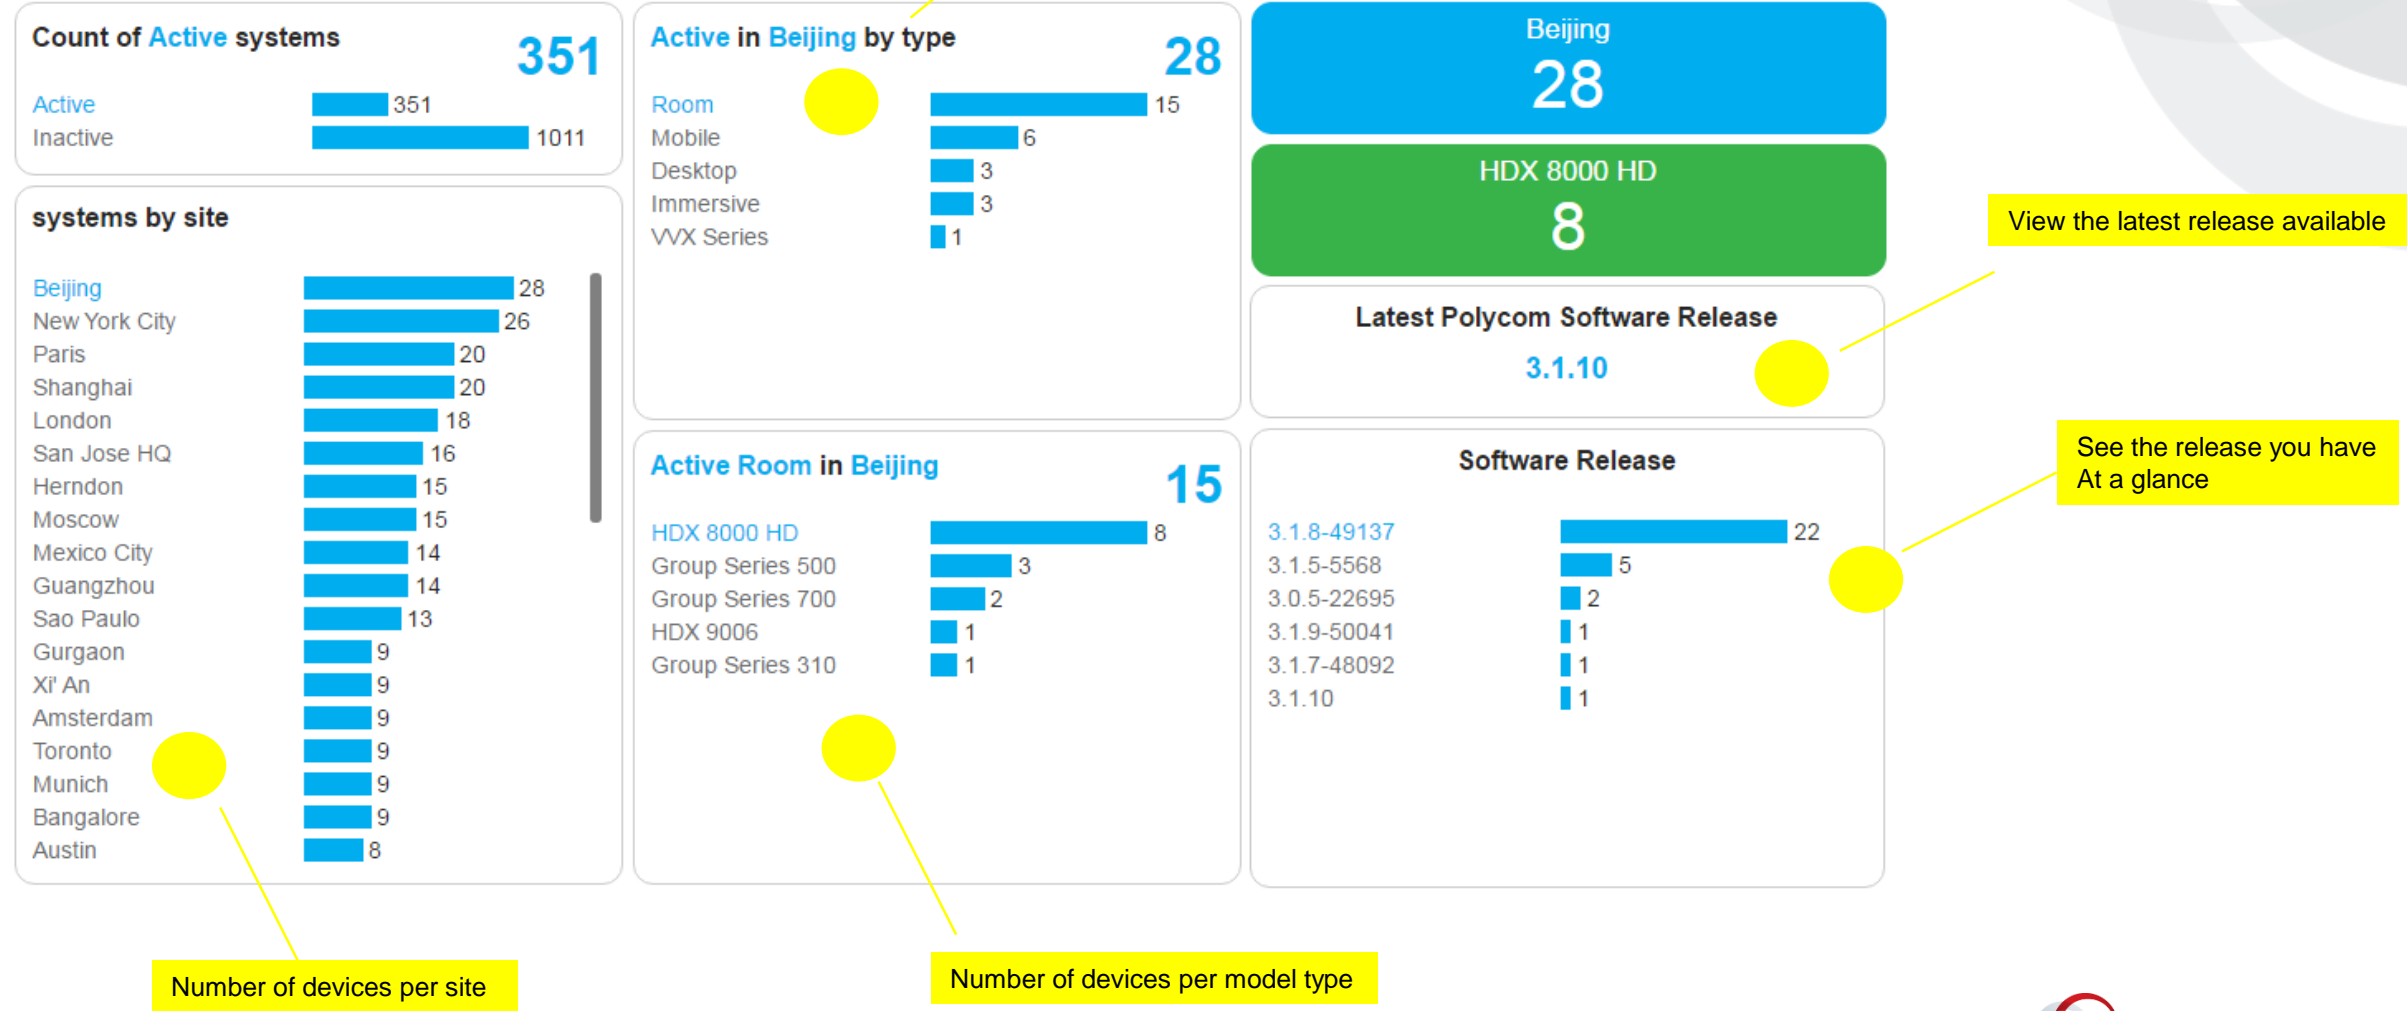 Count of Active systems
351
Active 351
Inactive 1011
systems by site
Beijing 28
New York City 26
Paris 20
Shanghai 20
London 18
San Jose HQ 16
Herndon 15
Moscow 15
Mexico City 14
Guangzhou 14
Sao Paulo 13
Gurgaon 9
Xi' An 9
Amsterdam 9
Toronto 9
Munich 9
Bangalore 9
Austin 8
Number of devices per site
Active in Beijing by type
28
Room 15
Mobile 6
Desktop 3
Immersive 3
VVX Series 1
Active Room in Beijing
15
HDX 8000 HD 8
Group Series 500 3
Group Series 700 2
HDX 9006 1
Group Series 310 1
Number of devices per model type
Beijing
28
HDX 8000 HD
8
Latest Polycom Software Release
3.1.10
Software Release
3.1.8-49137 22
3.1.5-5568 5
3.0.5-22695 2
3.1.9-50041 1
3.1.7-48092 1
3.1.10 1
View the latest release available
See the release you have
At a glance